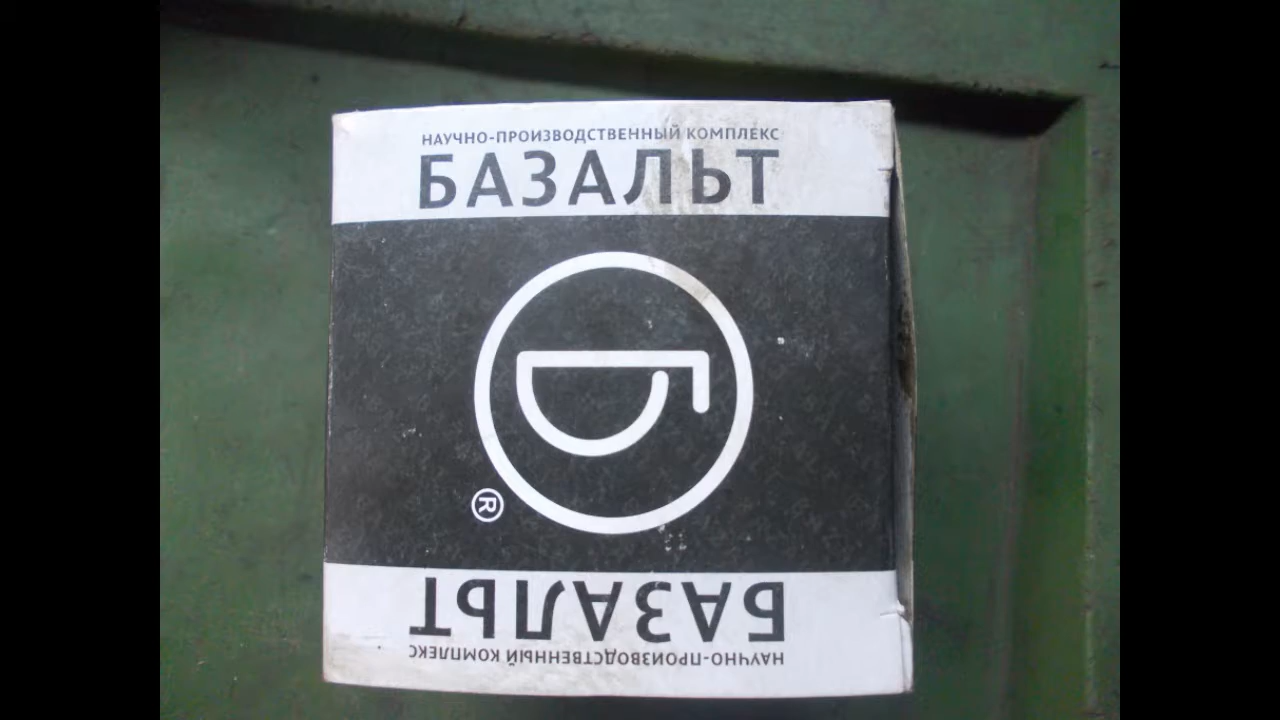 НАУЧНО-ПРОИЗВОДСТВЕННЫЙ КОМПЛЕКС
БАЗАЛЬТ
®
БАЗАЛЬТ
НАУЧНО-ПРОИЗВОДСТВЕННЫЙ КОМПЛЕКС